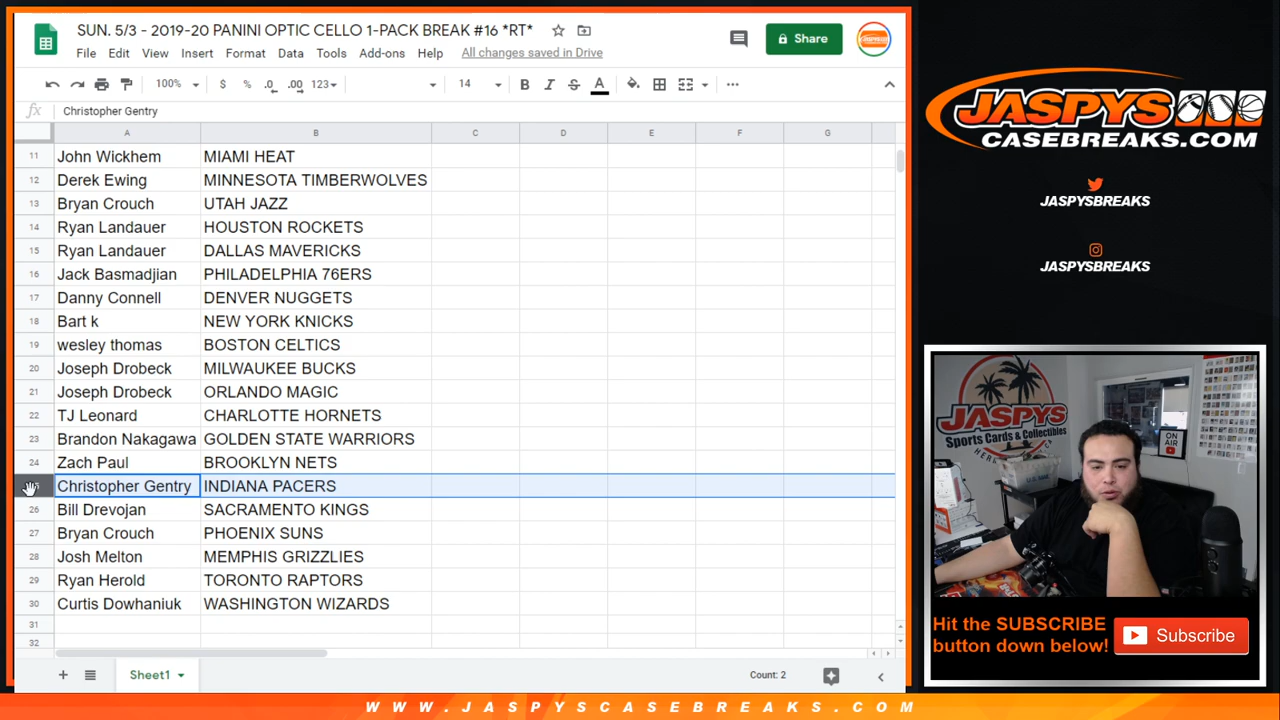 SUN. 5/3 - 2019-20 PANINI OPTIC CELLO 1-PACK BREAK #16 *RT*
File Edit View Insert Format Data Tools Add-ons Help All changes saved in Drive
Share
100% $ % .0 .00 123 14 B I S A
fx Christopher Gentry
A B C D E F G
11 John Wickhem MIAMI HEAT
12 Derek Ewing MINNESOTA TIMBERWOLVES
13 Bryan Crouch UTAH JAZZ
14 Ryan Landauer HOUSTON ROCKETS
15 Ryan Landauer DALLAS MAVERICKS
16 Jack Basmadjian PHILADELPHIA 76ERS
17 Danny Connell DENVER NUGGETS
18 Bart k NEW YORK KNICKS
19 wesley thomas BOSTON CELTICS
20 Joseph Drobeck MILWAUKEE BUCKS
21 Joseph Drobeck ORLANDO MAGIC
22 TJ Leonard CHARLOTTE HORNETS
23 Brandon Nakagawa GOLDEN STATE WARRIORS
24 Zach Paul BROOKLYN NETS
Christopher Gentry INDIANA PACERS
26 Bill Drevojan SACRAMENTO KINGS
27 Bryan Crouch PHOENIX SUNS
28 Josh Melton MEMPHIS GRIZZLIES
29 Ryan Herold TORONTO RAPTORS
30 Curtis Dowhaniuk WASHINGTON WIZARDS
31
32
Sheet1
Count: 2
JASPYS
CASEBREAKS.COM
JASPYSBREAKS
JASPYSBREAKS
JASPYS
Sports Cards & Collectibles
ON
AIR
Hit the SUBSCRIBE
button down below!
Subscribe
WWW.JASPYSCASEBREAKS.COM